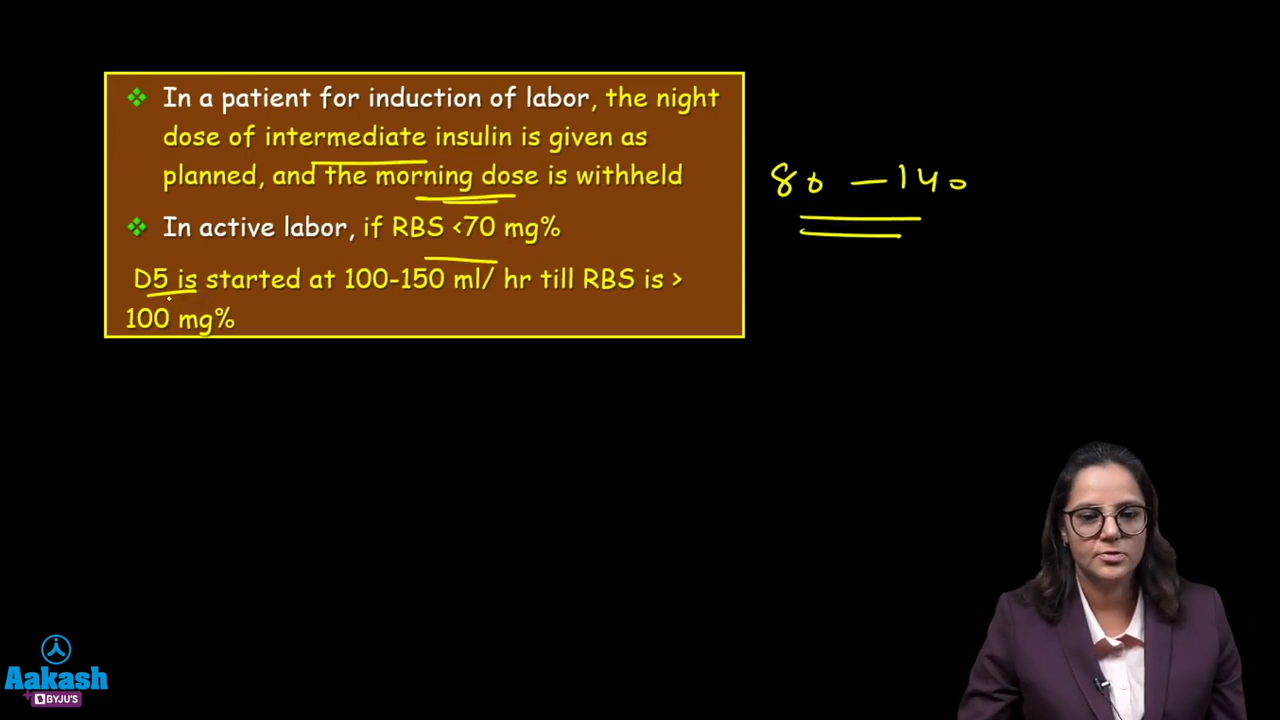 ❖ In a patient for induction of labor, the night
dose of intermediate insulin is given as
planned, and the morning dose is withheld
❖ In active labor, if RBS <70 mg%
D5 is started at 100-150 ml/ hr till RBS is >
100 mg%
80 - 140
Aakash
+ BYJU'S